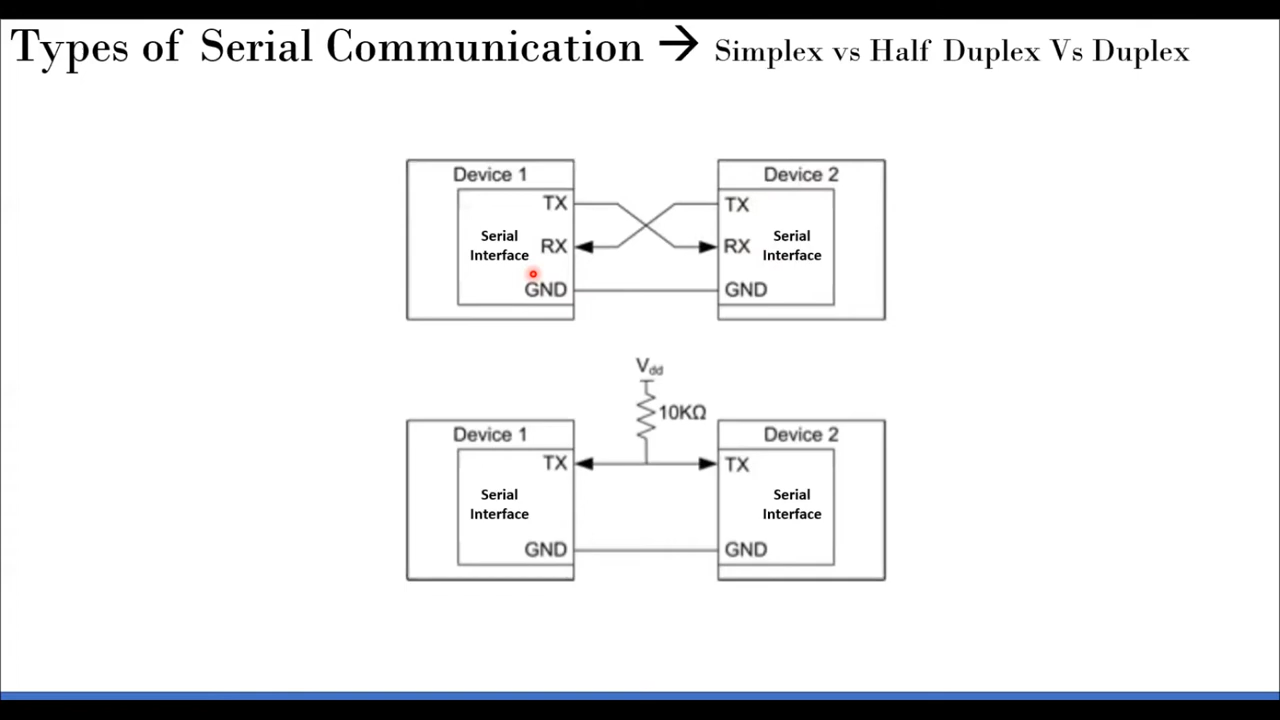 Types of Serial Communication → Simplex vs Half Duplex Vs Duplex
Device 1
TX
Serial
Interface
RX
GND
Device 2
TX
RX
Serial
Interface
GND
Vdd
10KΩ
Device 1
TX
Serial
Interface
GND
Device 2
TX
Serial
Interface
GND